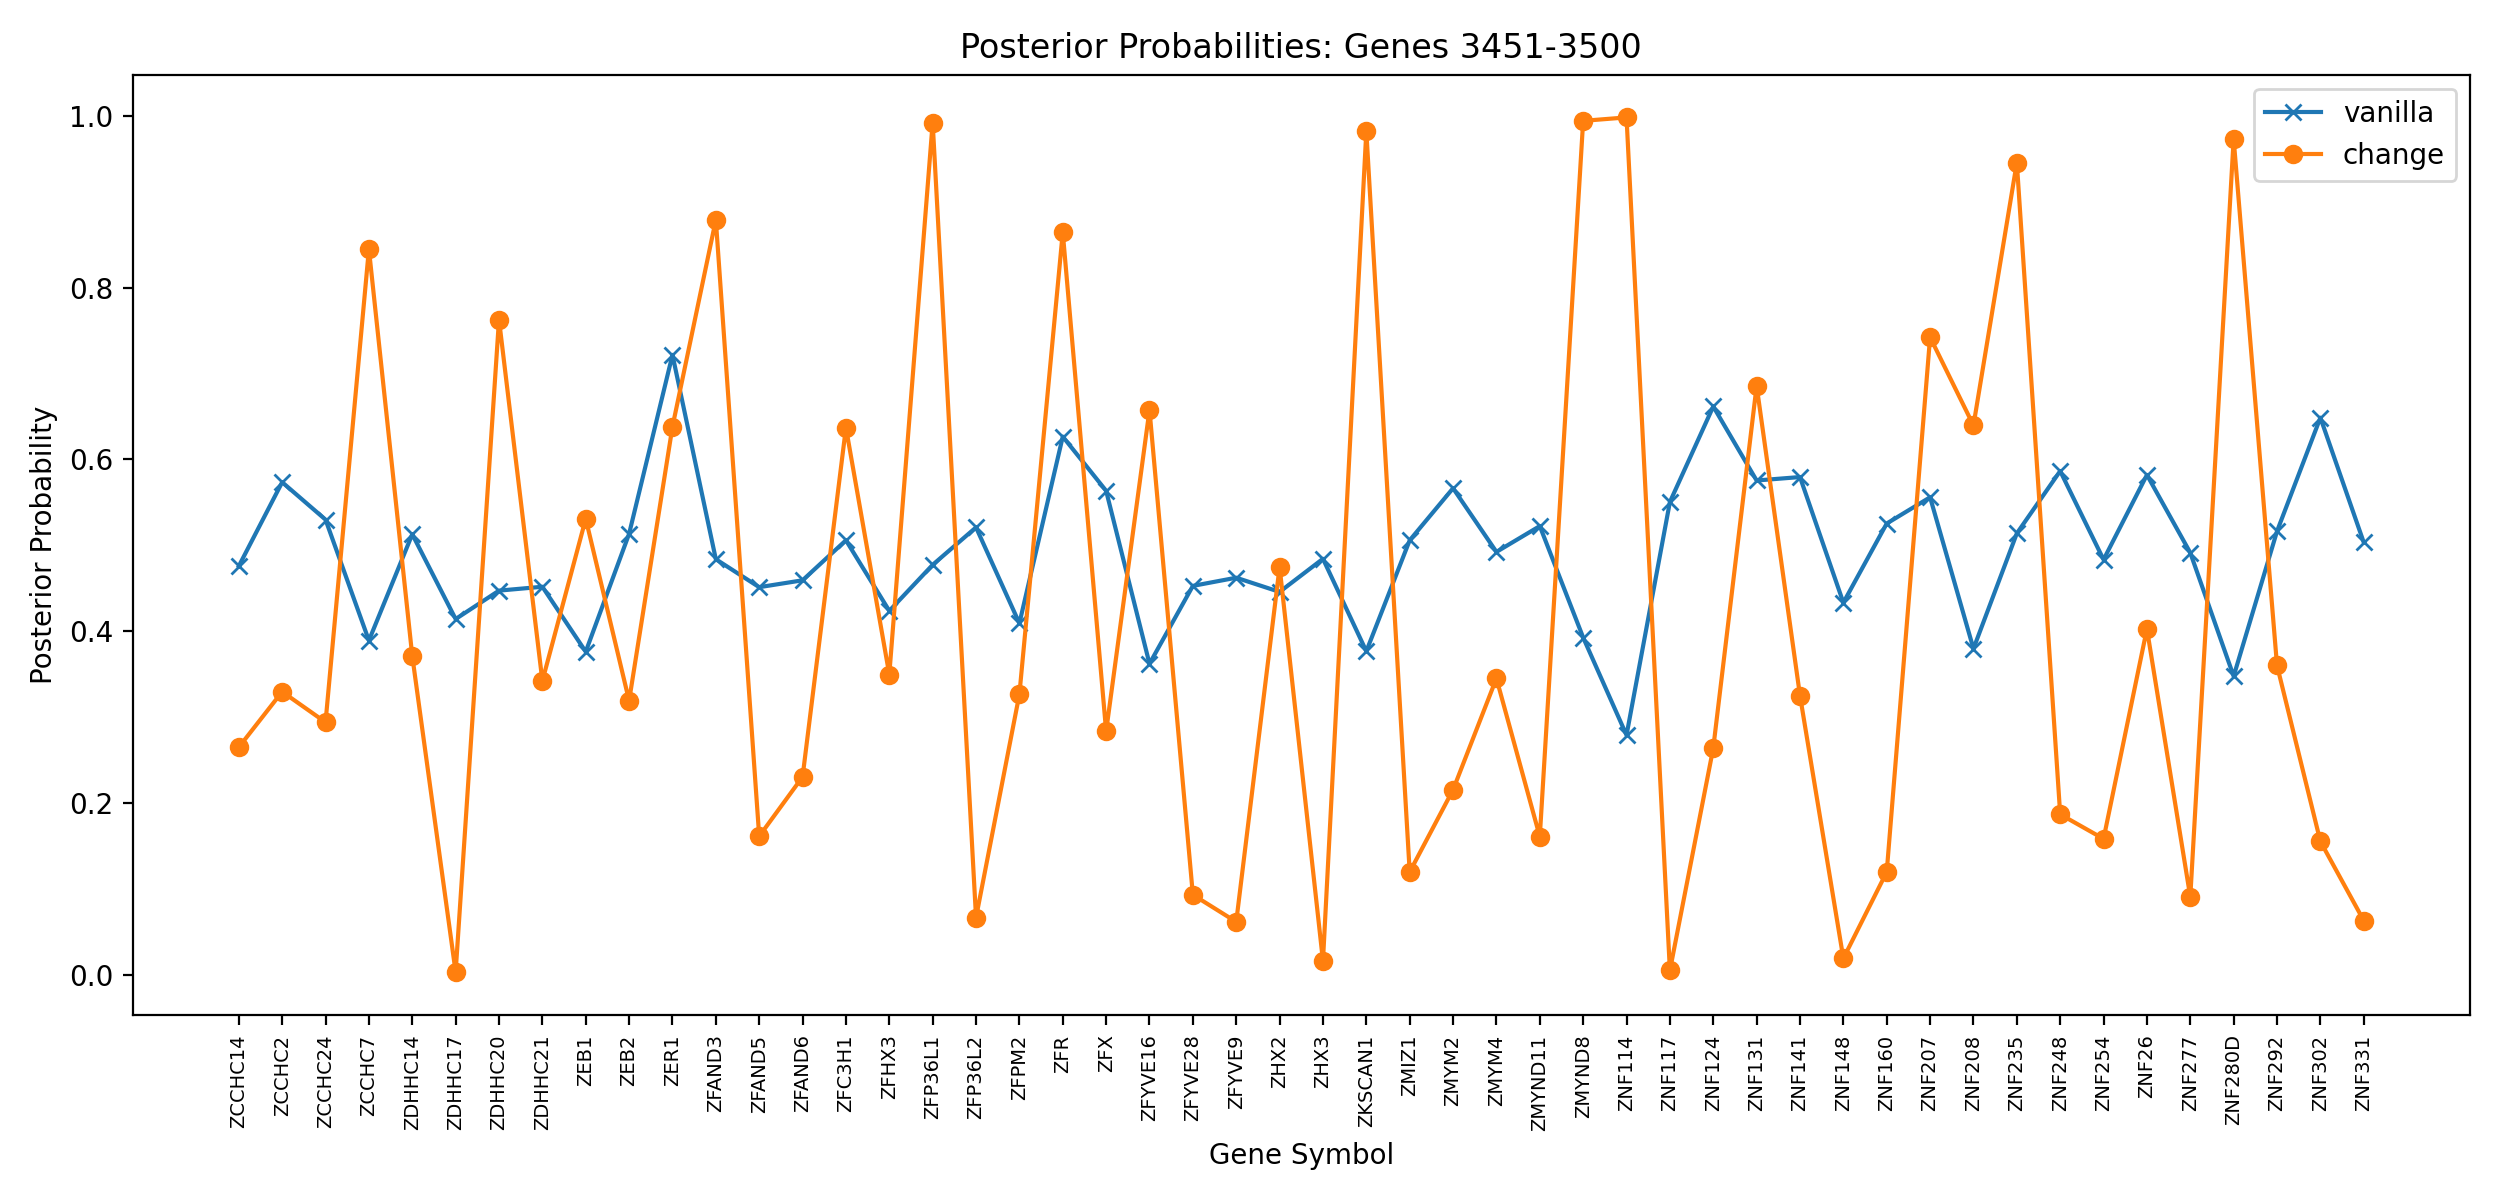 Posterior Probabilities: Genes 3451-3500
vanilla
change
Posterior Probability
1.0
0.8
0.6
0.4
0.2
0.0
ZCCHC14
ZCCHC2
ZCCHC24
ZCCHC7
ZDHHC14
ZDHHC17
ZDHHC20
ZDHHC21
ZEB1
ZEB2
ZER1
ZFAND3
ZFAND5
ZFAND6
ZFC3H1
ZFHX3
ZFP36L1
ZFP36L2
ZFPM2
ZFR
ZFX
ZFYVE16
ZFYVE28
ZFYVE9
ZHX2
ZHX3
ZKSCAN1
ZMIZ1
ZMYM2
ZMYM4
ZMYND11
ZMYND8
ZNF114
ZNF117
ZNF124
ZNF131
ZNF141
ZNF148
ZNF160
ZNF207
ZNF208
ZNF235
ZNF248
ZNF254
ZNF26
ZNF277
ZNF280D
ZNF292
ZNF302
ZNF331
Gene Symbol